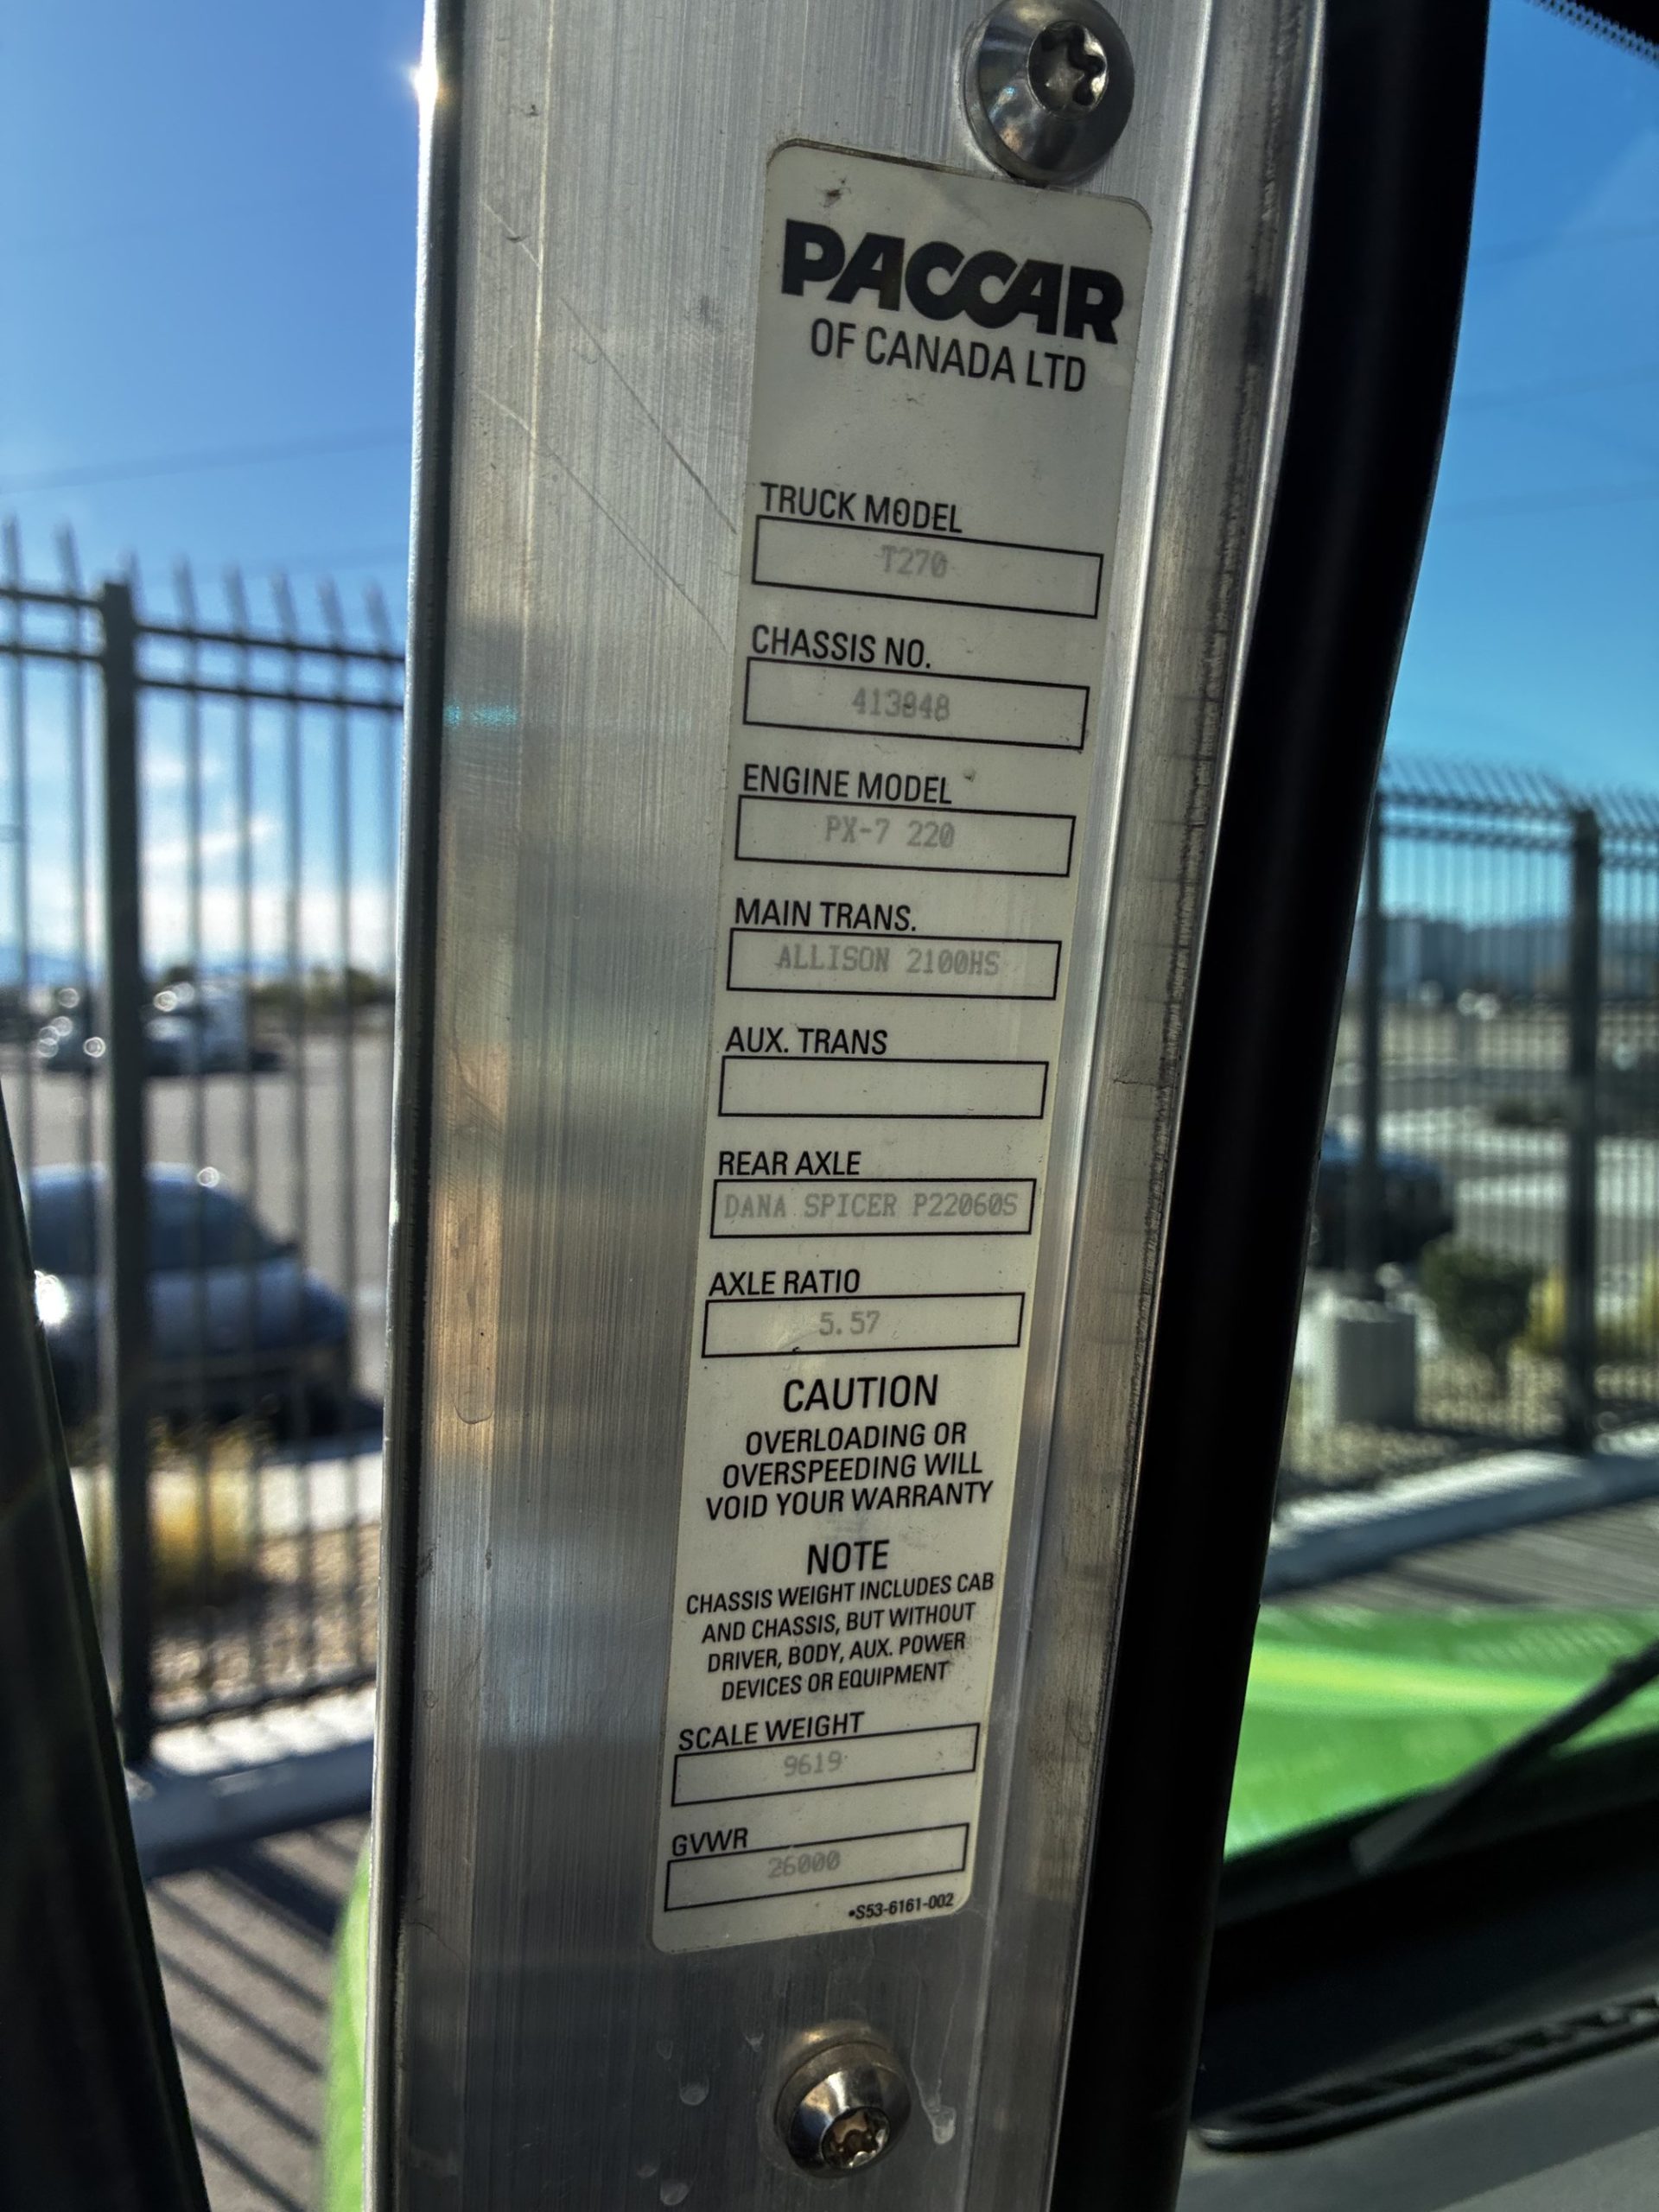 PACCAR
OF CANADA LTD
TRUCK MODEL
T270
CHASSIS NO.
413848
ENGINE MODEL
PX-7 220
MAIN TRANS.
ALLISON 2100HS
AUX. TRANS
REAR AXLE
DANA SPICER P22060S
AXLE RATIO
5.57
CAUTION
OVERLOADING OR
OVERSPEEDING WILL
VOID YOUR WARRANTY
NOTE
CHASSIS WEIGHT INCLUDES CAB
AND CHASSIS, BUT WITHOUT
DRIVER, BODY, AUX. POWER
DEVICES OR EQUIPMENT
SCALE WEIGHT
9619
GVWR
26000
•S53-6161-002